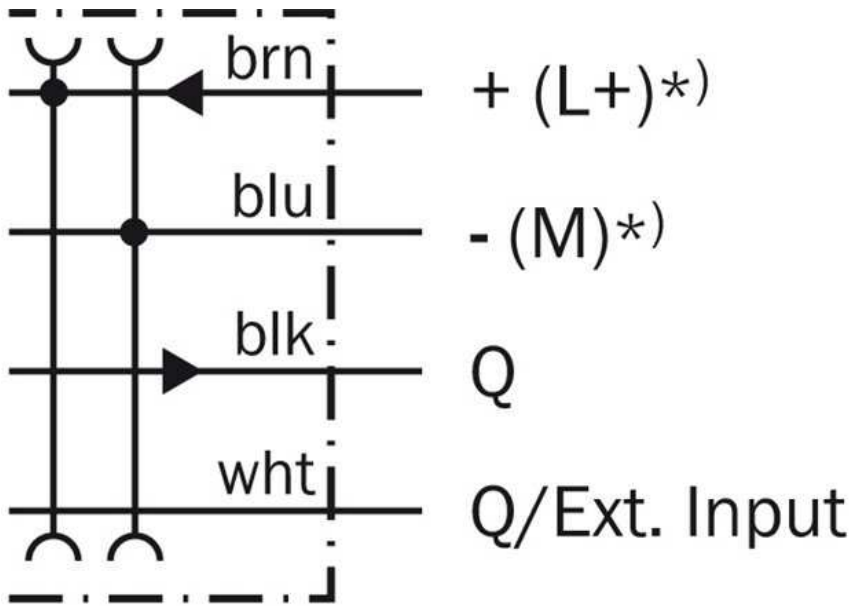 brn + (L+)*)
blu - (M)*)
blk Q
wht Q/Ext. Input